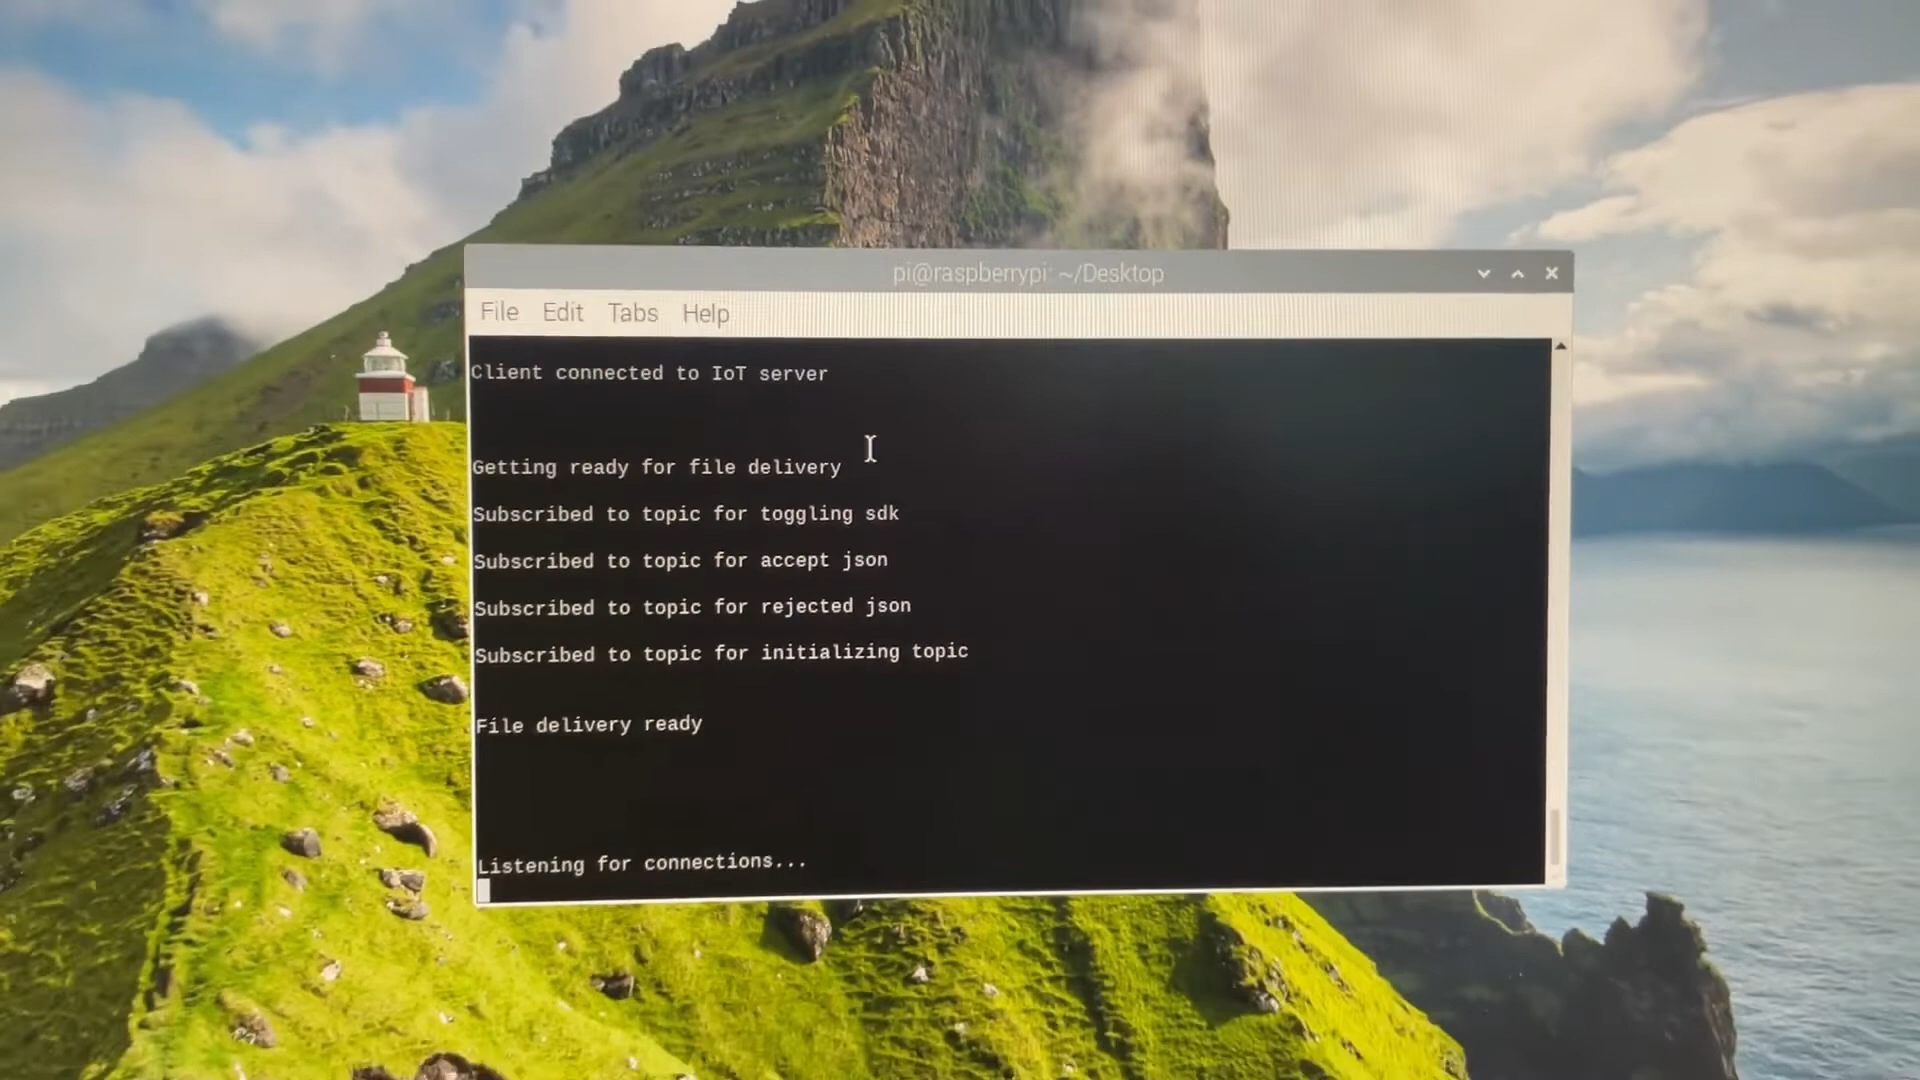 pi@raspberrypi: ~/Desktop
File Edit Tabs Help
Client connected to IoT server
Getting ready for file delivery
Subscribed to topic for toggling sdk
Subscribed to topic for accept json
Subscribed to topic for rejected json
Subscribed to topic for initializing topic
File delivery ready
Listening for connections...